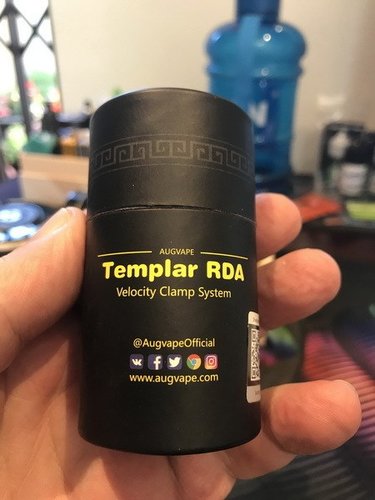 AUGVAPE
Templar RDA
Velocity Clamp System
@AugvapeOfficial
www.augvape.com